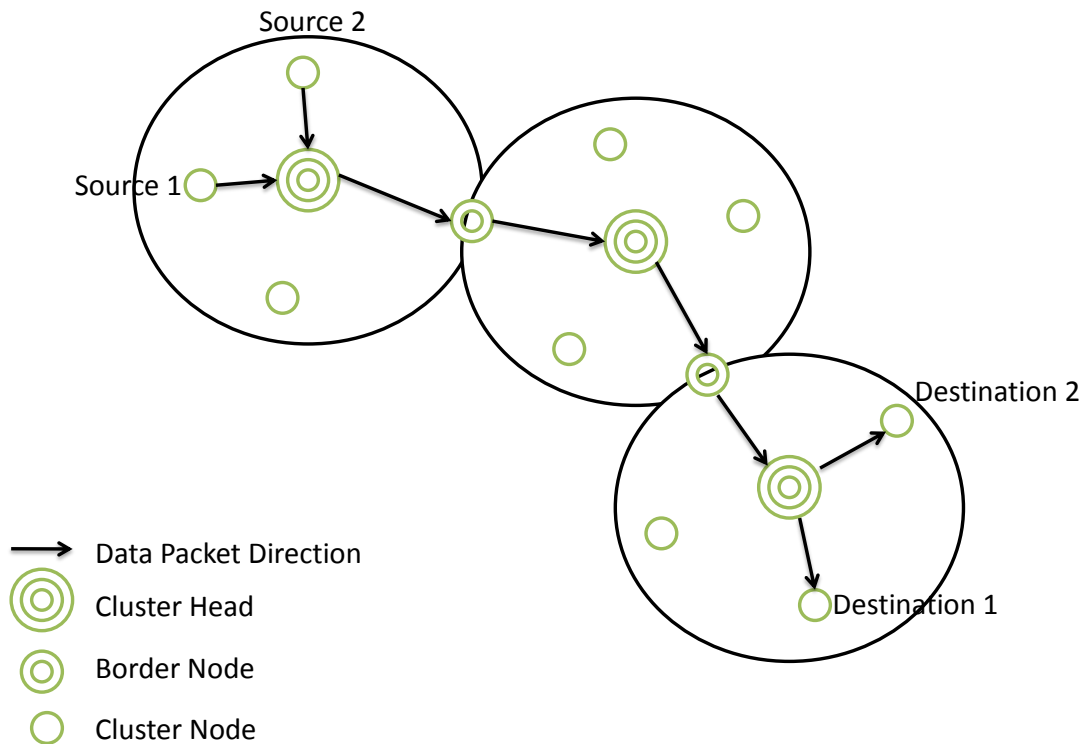 Source 2
Source 1
Destination 2
Destination 1
Data Packet Direction
Cluster Head
Border Node
Cluster Node